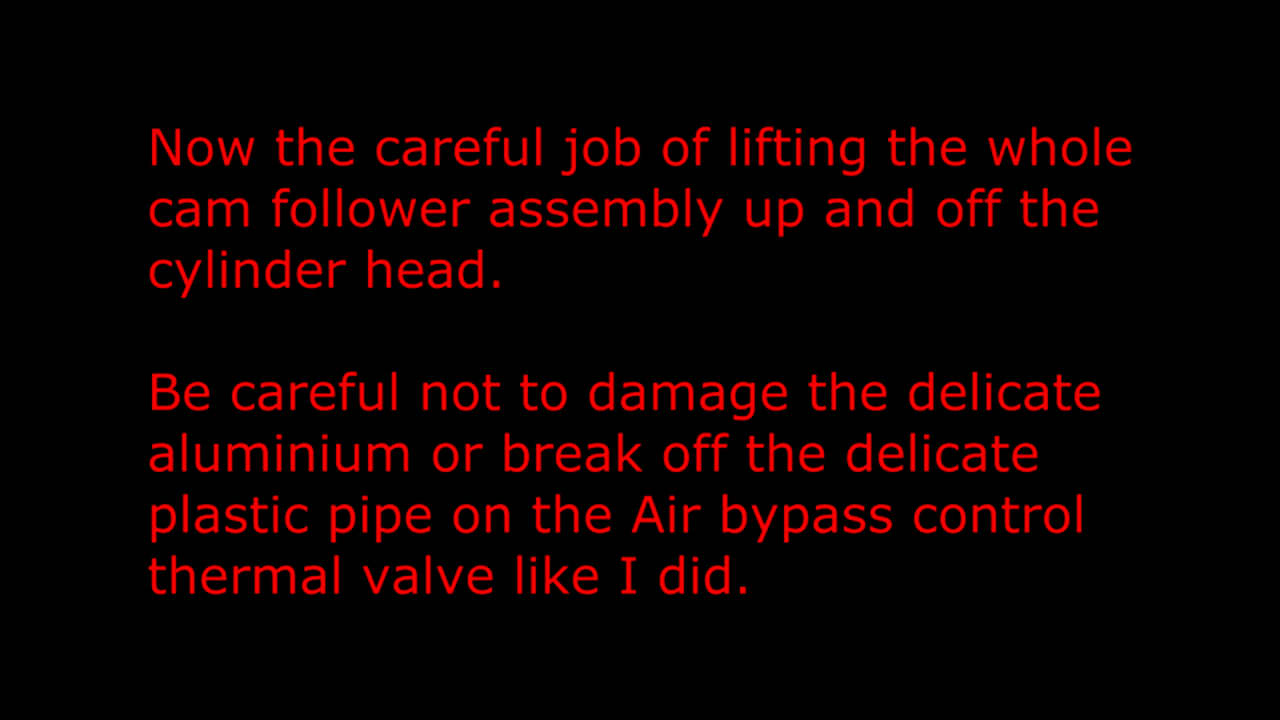 Now the careful job of lifting the whole
cam follower assembly up and off the
cylinder head.
Be careful not to damage the delicate
aluminium or break off the delicate
plastic pipe on the Air bypass control
thermal valve like I did.